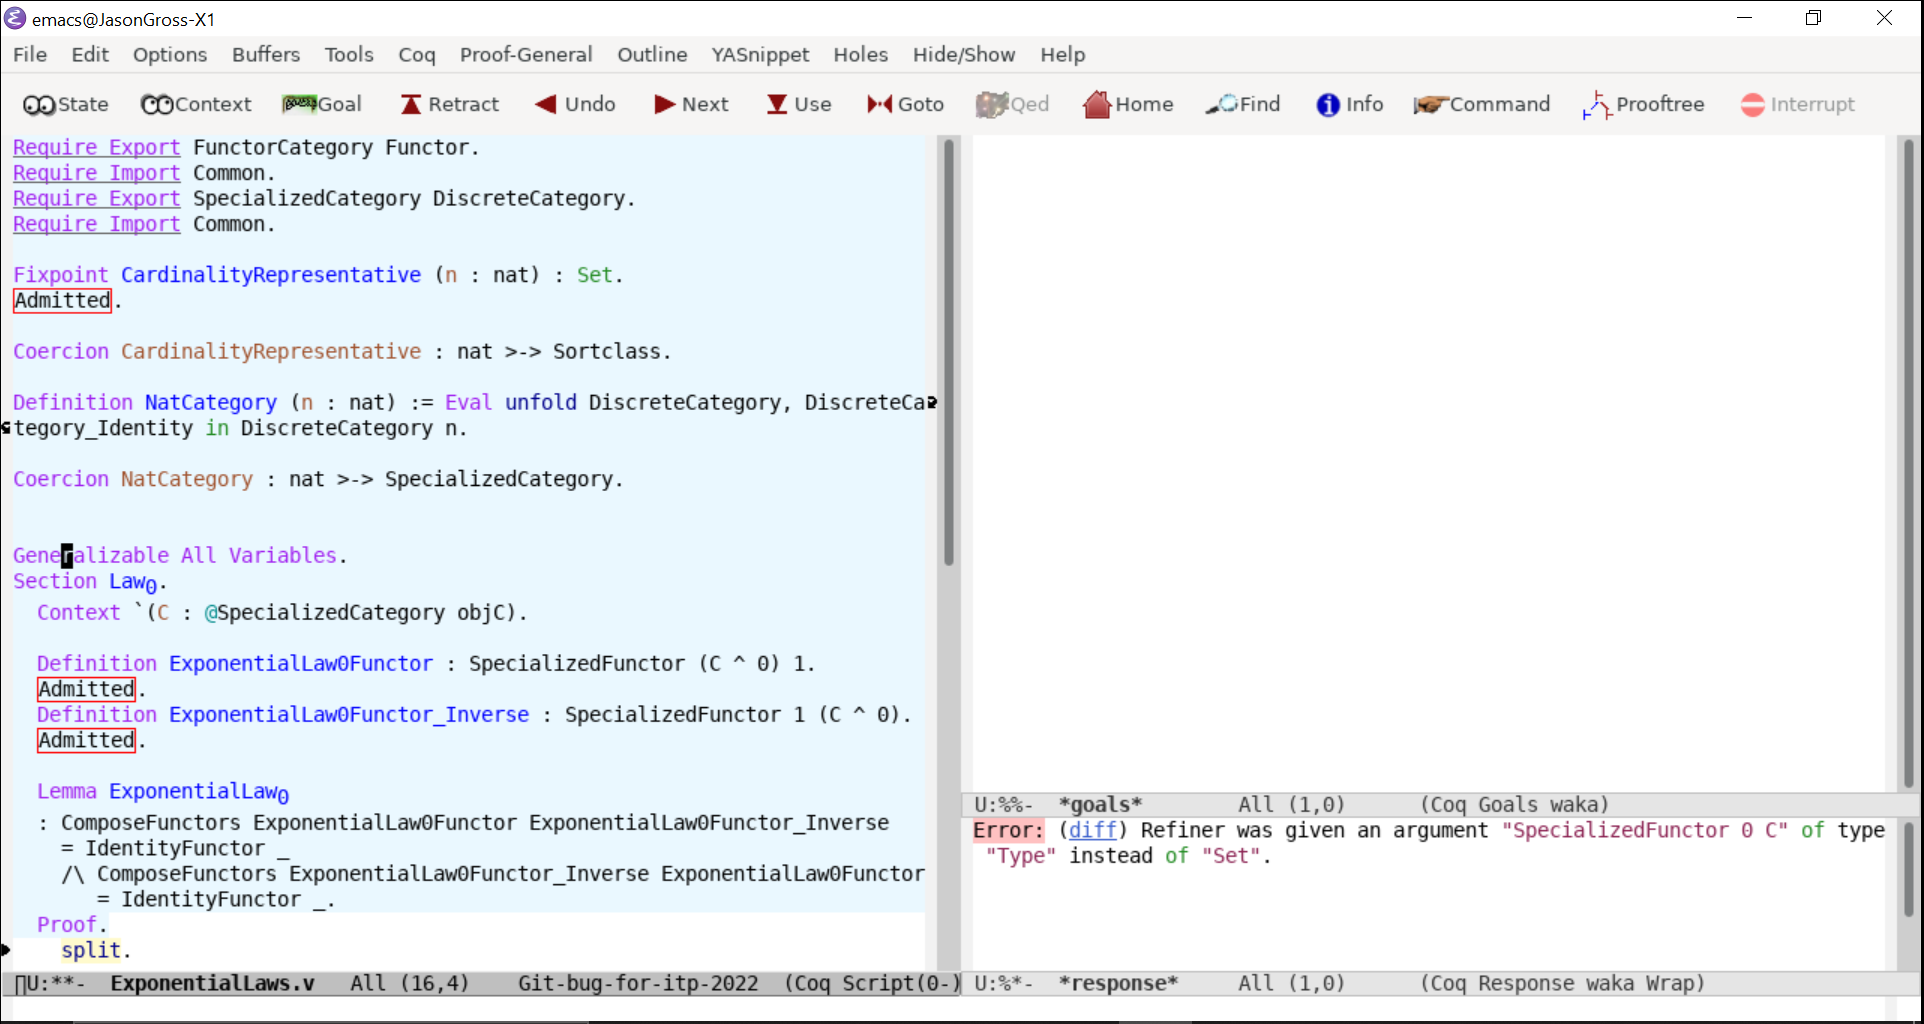 emacs@JasonGross-X1
File Edit Options Buffers Tools Coq Proof-General Outline YASnippet Holes Hide/Show Help
State Context Goal Retract Undo Next Use Goto Qed Home Find Info Command Prooftree Interrupt
Require Export FunctorCategory Functor.
Require Import Common.
Require Export SpecializedCategory DiscreteCategory.
Require Import Common.
Fixpoint CardinalityRepresentative (n : nat) : Set.
Admitted.
Coercion CardinalityRepresentative : nat >-> Sortclass.
Definition NatCategory (n : nat) := Eval unfold DiscreteCategory, DiscreteCa
tegory_Identity in DiscreteCategory n.
Coercion NatCategory : nat >-> SpecializedCategory.
Generalizable All Variables.
Section Law₀.
Context `(C : @SpecializedCategory objC).
Definition ExponentialLaw0Functor : SpecializedFunctor (C ^ 0) 1.
Admitted.
Definition ExponentialLaw0Functor_Inverse : SpecializedFunctor 1 (C ^ 0).
Admitted.
Lemma ExponentialLaw₀
: ComposeFunctors ExponentialLaw0Functor ExponentialLaw0Functor_Inverse
= IdentityFunctor _
/\ ComposeFunctors ExponentialLaw0Functor_Inverse ExponentialLaw0Functor
= IdentityFunctor _.
Proof.
split.
U:**- ExponentialLaws.v All (16,4) Git-bug-for-itp-2022 (Coq Script(0-)
U:%%- *goals* All (1,0) (Coq Goals waka)
Error: (diff) Refiner was given an argument "SpecializedFunctor 0 C" of type
"Type" instead of "Set".
U:%*- *response* All (1,0) (Coq Response waka Wrap)